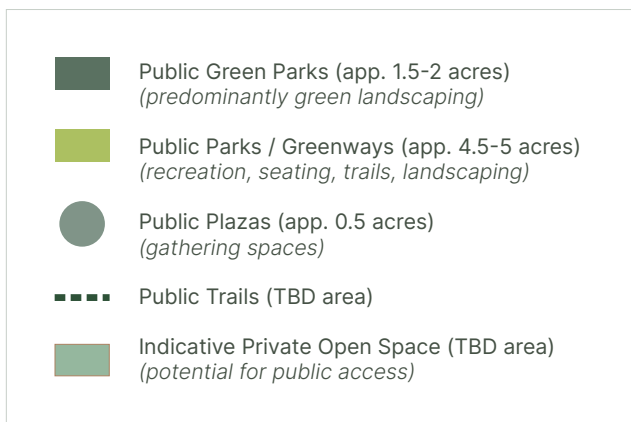 Public Green Parks (app. 1.5-2 acres)
(predominantly green landscaping)
Public Parks / Greenways (app. 4.5-5 acres)
(recreation, seating, trails, landscaping)
Public Plazas (app. 0.5 acres)
(gathering spaces)
Public Trails (TBD area)
Indicative Private Open Space (TBD area)
(potential for public access)